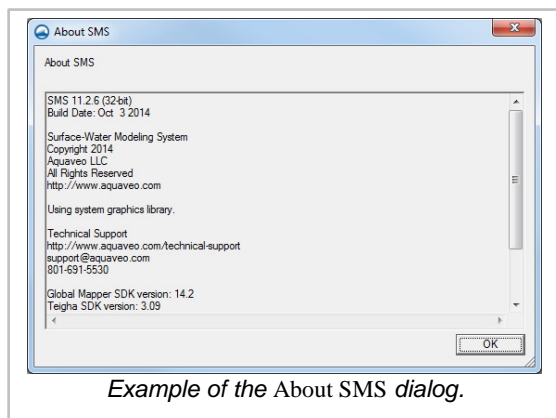 About SMS
About SMS
SMS 11.2.6 (32-bit)
Build Date: Oct 3 2014
Surface-Water Modeling System
Copyright 2014
Aquaveo LLC
All Rights Reserved
http://www.aquaveo.com
Using system graphics library.
Technical Support
http://www.aquaveo.com/technical-support
support@aquaveo.com
801-691-5530
Global Mapper SDK version: 14.2
Teigha SDK version: 3.09
OK
Example of the About SMS dialog.